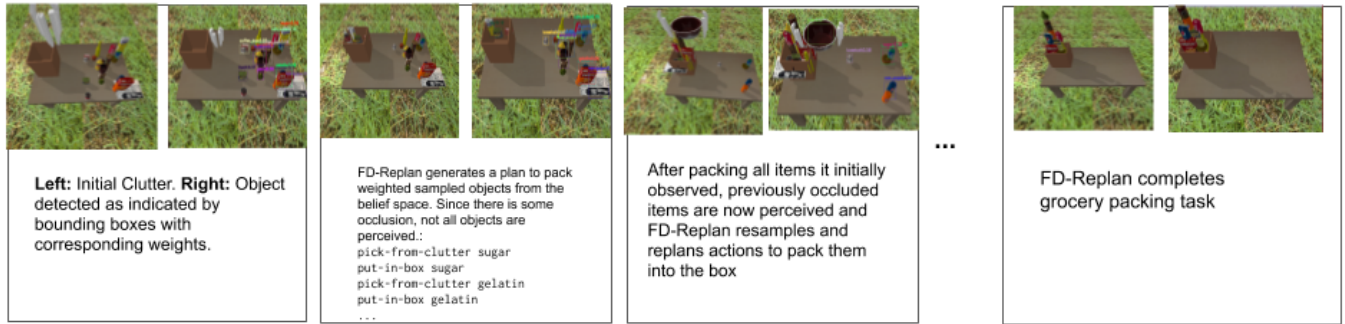 Left: Initial Clutter. Right: Object
detected as indicated by
bounding boxes with
corresponding weights.
FD-Replan generates a plan to pack
weighted sampled objects from the
belief space. Since there is some
occlusion, not all objects are
perceived.:
pick-from-clutter sugar
put-in-box sugar
pick-from-clutter gelatin
put-in-box gelatin
...
After packing all items it initially
observed, previously occluded
items are now perceived and
FD-Replan resamples and
replans actions to pack them
into the box
...
FD-Replan completes
grocery packing task